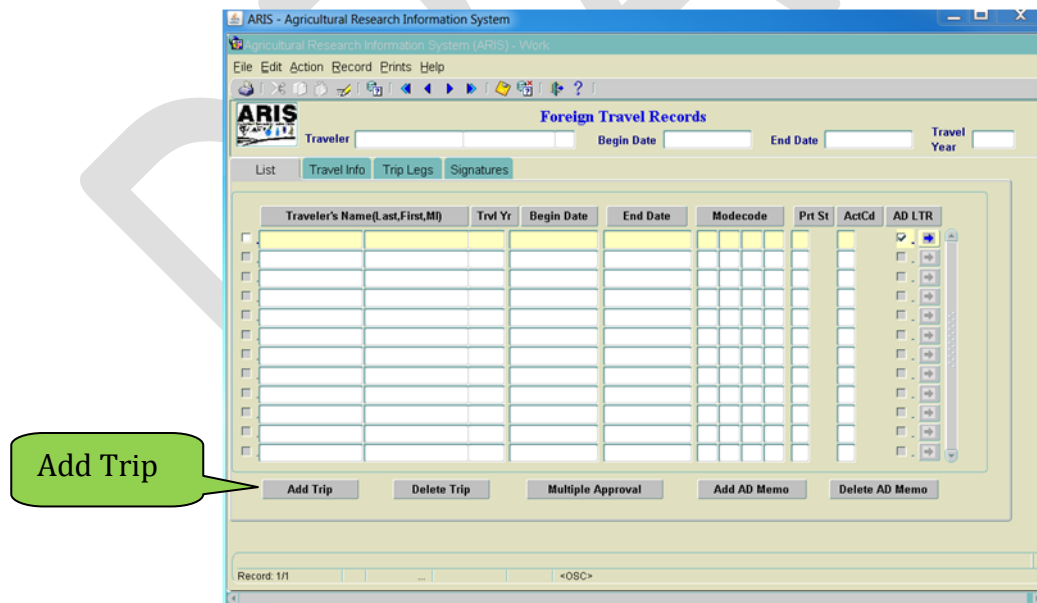 ARIS - Agricultural Research Information System
Agricultural Research Information System (ARIS) - Work
File Edit Action Record Prints Help
ARIS
Foreign Travel Records
Traveler Begin Date End Date Travel Year
List Travel Info Trip Legs Signatures
Traveler's Name(Last,First,MI) Trvl Yr Begin Date End Date Modecode Prt St ActCd AD LTR
Add Trip
Add Trip Delete Trip Multiple Approval Add AD Memo Delete AD Memo
Record: 1/1 ... <OSC>